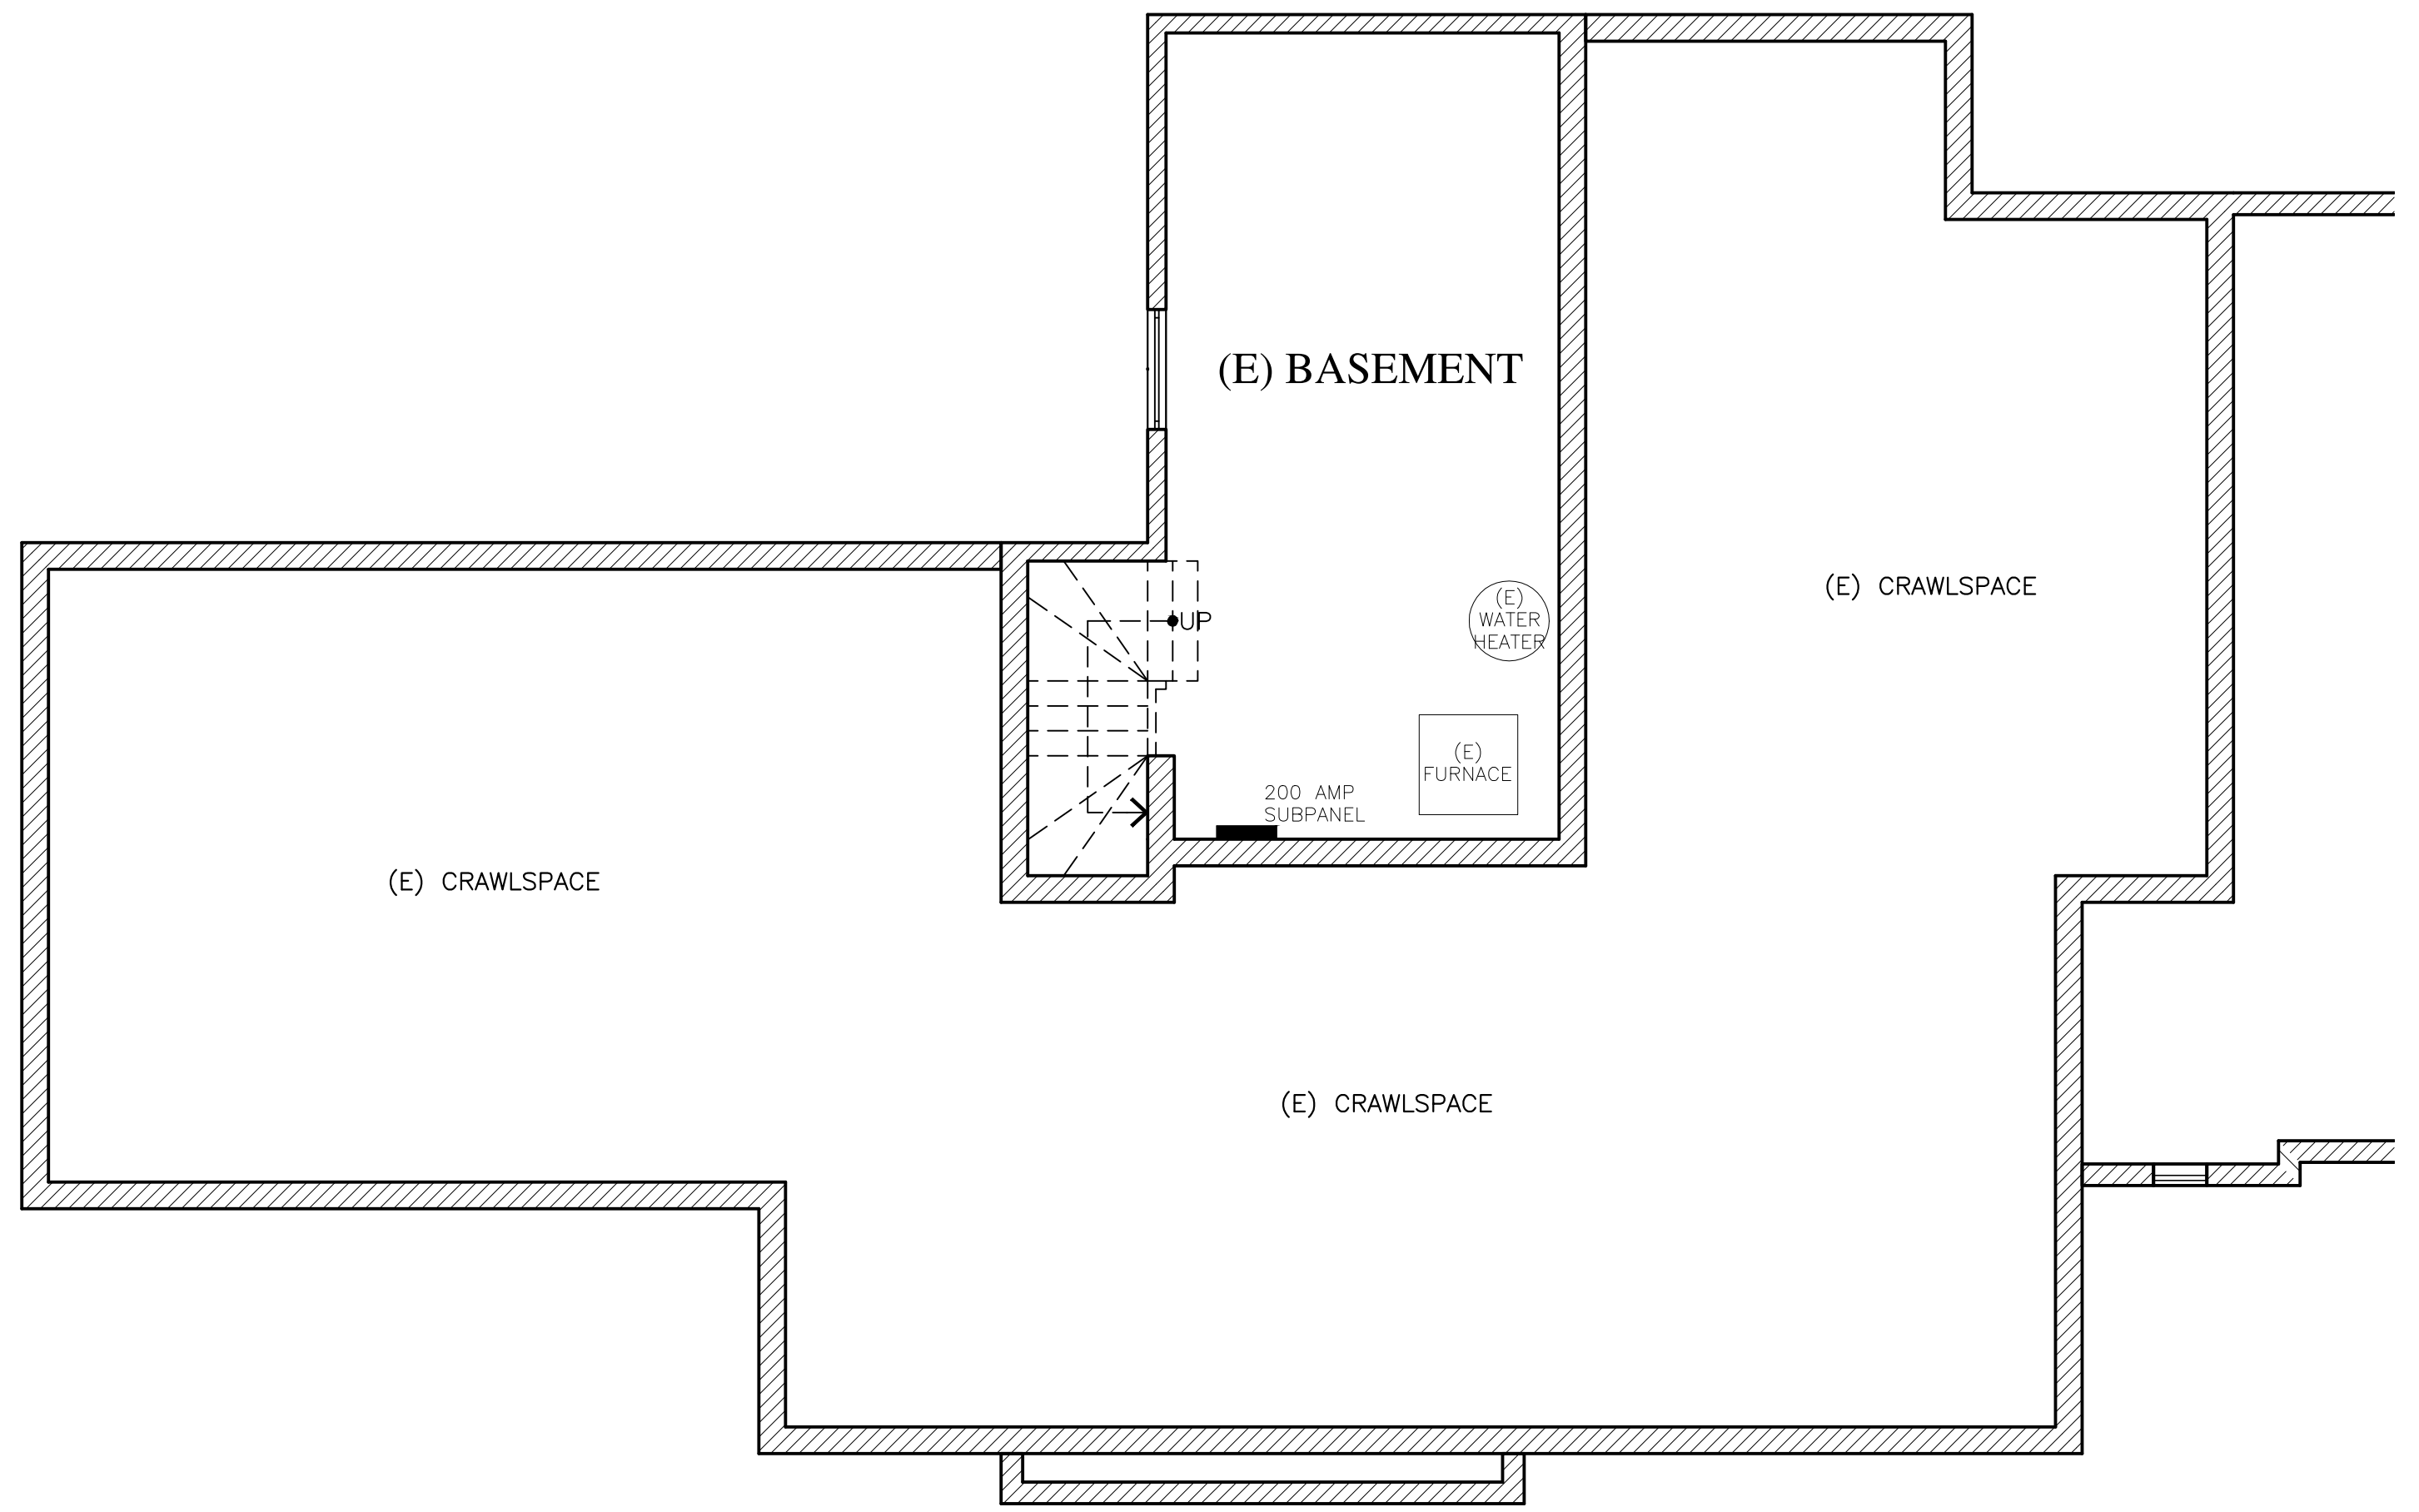 (E) BASEMENT
(E) CRAWLSPACE
UP
(E)
WATER
HEATER
(E)
FURNACE
200 AMP
SUBPANEL
(E) CRAWLSPACE
(E) CRAWLSPACE